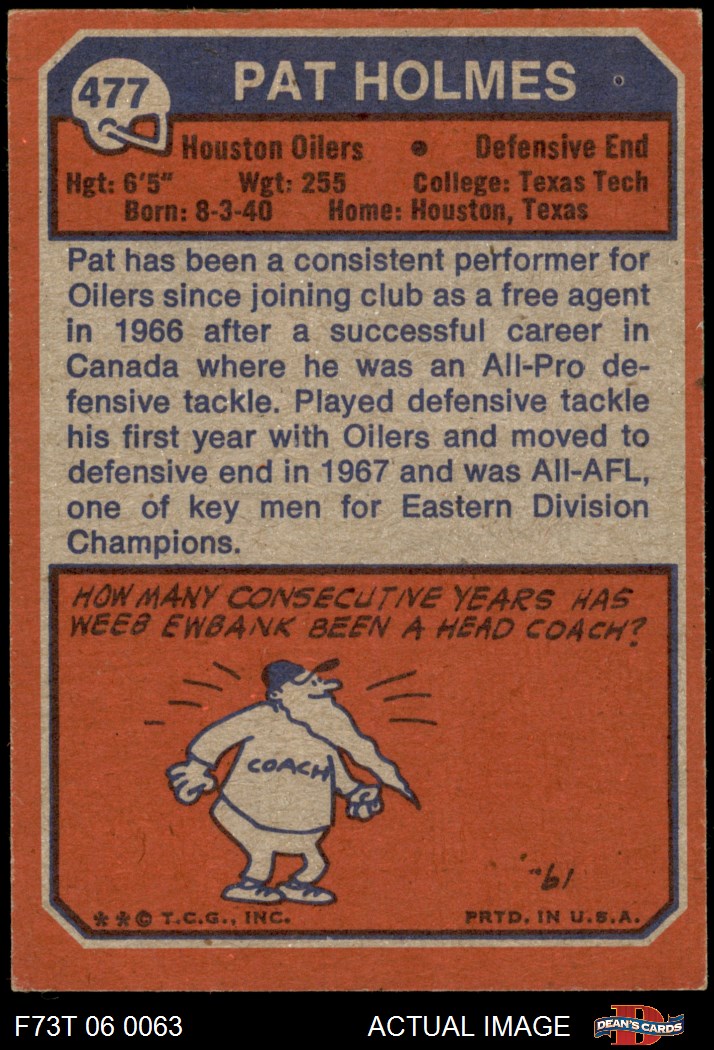 477
PAT HOLMES
Houston Oilers • Defensive End
Hgt: 6'5" Wgt: 255 College: Texas Tech
Born: 8-3-40 Home: Houston, Texas
Pat has been a consistent performer for
Oilers since joining club as a free agent
in 1966 after a successful career in
Canada where he was an All-Pro de-
fensive tackle. Played defensive tackle
his first year with Oilers and moved to
defensive end in 1967 and was All-AFL,
one of key men for Eastern Division
Champions.
HOW MANY CONSECUTIVE YEARS HAS
WEEB EWBANK BEEN A HEAD COACH?
COACH
19.
** © T.C.G., INC. PRTD. IN U.S.A.
F73T 06 0063 ACTUAL IMAGE
D
DEAN'S CARDS